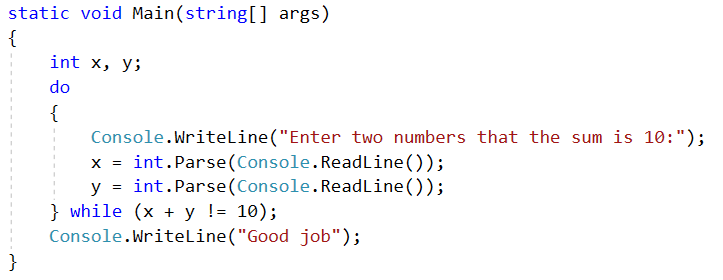 static void Main(string[] args)
{
    int x, y;
    do
    {
        Console.WriteLine("Enter two numbers that the sum is 10:");
        x = int.Parse(Console.ReadLine());
        y = int.Parse(Console.ReadLine());
    } while (x + y != 10);
    Console.WriteLine("Good job");
}